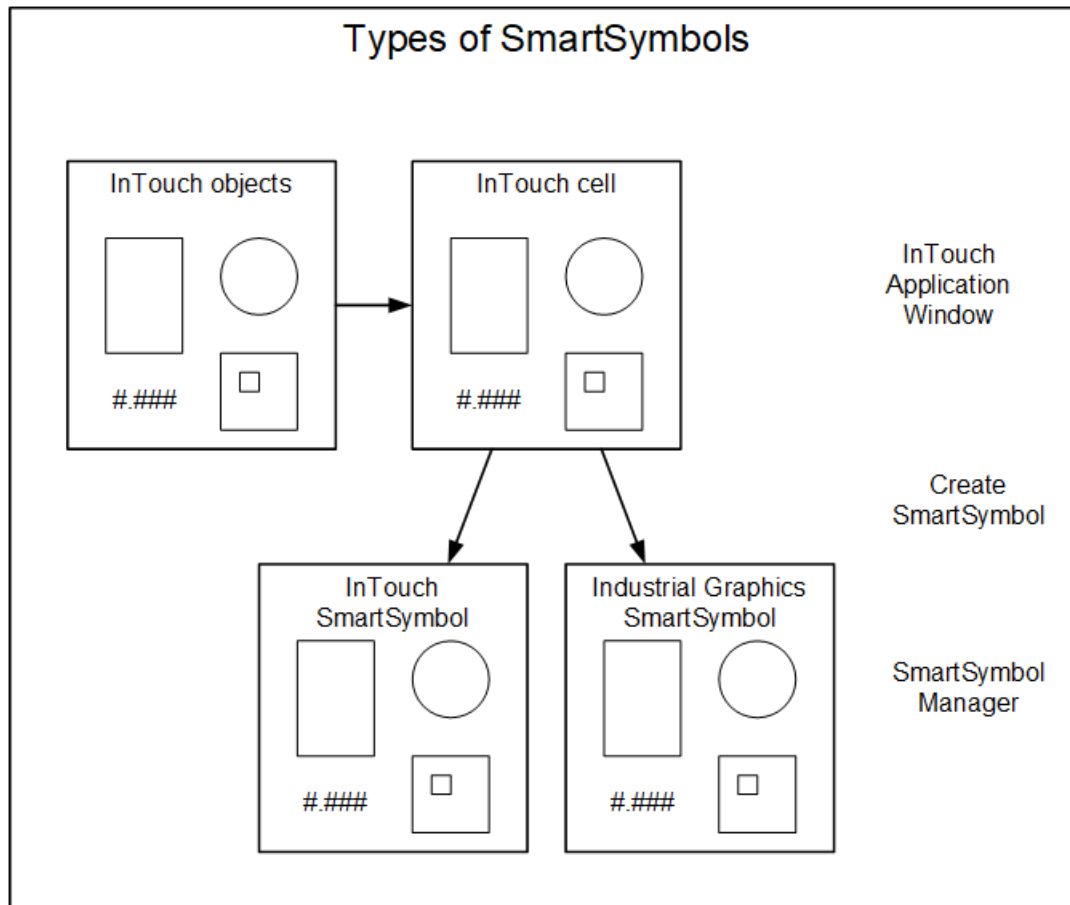 Types of SmartSymbols
InTouch objects
#.###
InTouch cell
#.###
InTouch
Application
Window
Create
SmartSymbol
InTouch
SmartSymbol
#.###
Industrial Graphics
SmartSymbol
#.###
SmartSymbol
Manager